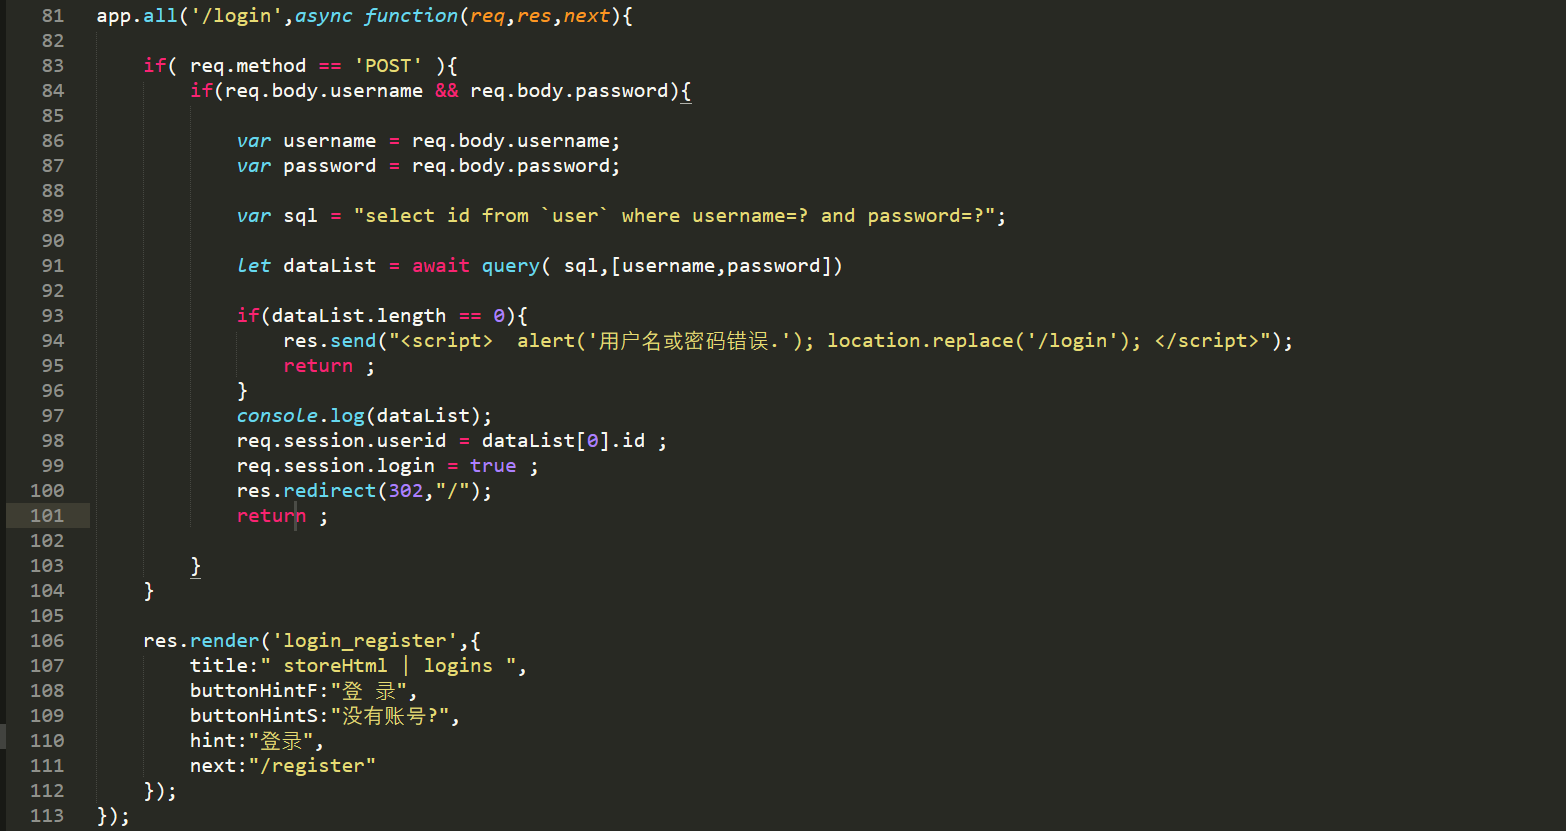 81 app.all('/login',async function(req,res,next){
82
83 if( req.method == 'POST' ){
84 if(req.body.username && req.body.password){
85
86 var username = req.body.username;
87 var password = req.body.password;
88
89 var sql = "select id from `user` where username=? and password=?";
90
91 let dataList = await query( sql,[username,password])
92
93 if(dataList.length == 0){
94 res.send("<script>  alert('用户名或密码错误.'); location.replace('/login'); </script>");
95 return ;
96 }
97 console.log(dataList);
98 req.session.userid = dataList[0].id ;
99 req.session.login = true ;
100 res.redirect(302,"/");
101 return ;
102
103 }
104 }
105
106 res.render('login_register',{
107 title:" storeHtml | logins ",
108 buttonHintF:"登 录",
109 buttonHintS:"没有账号?",
110 hint:"登录",
111 next:"/register"
112 });
113 });